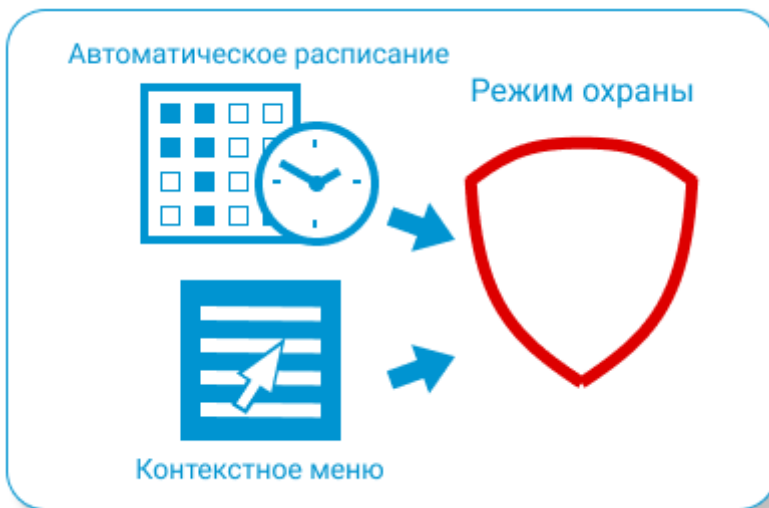 Автоматическое расписание
Режим охраны
Контекстное меню